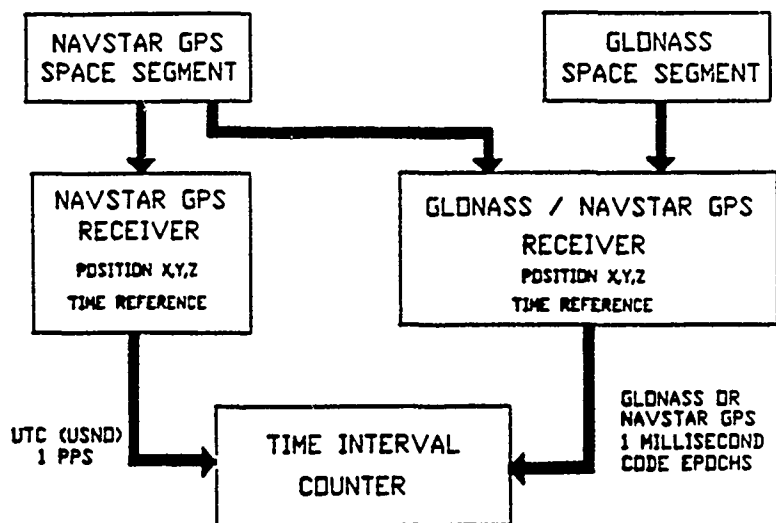 NAVSTAR GPS
SPACE SEGMENT
GLONASS
SPACE SEGMENT
NAVSTAR GPS
RECEIVER
POSITION X,Y,Z
TIME REFERENCE
GLONASS / NAVSTAR GPS
RECEIVER
POSITION X,Y,Z
TIME REFERENCE
UTC (USNO)
1 PPS
TIME INTERVAL
COUNTER
GLONASS OR
NAVSTAR GPS
1 MILLISECOND
CODE EPOCHS